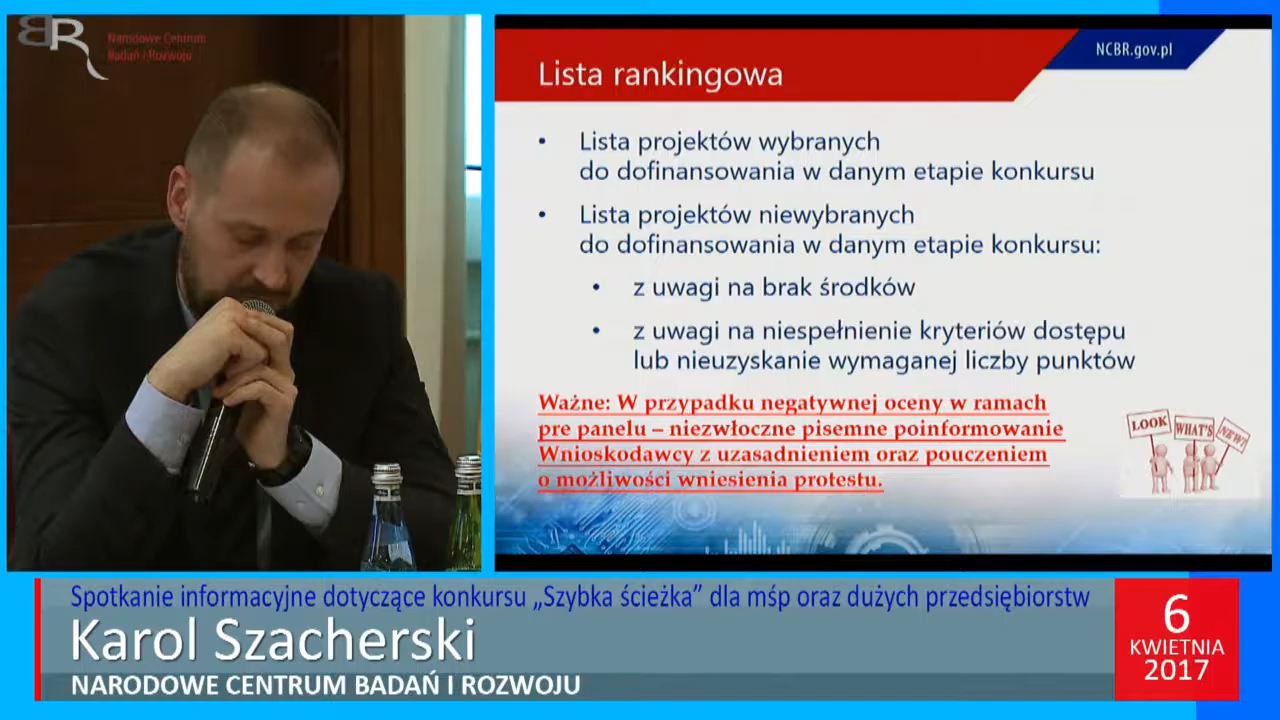 BR
Narodowe Centrum
Badań i Rozwoju
NCBR.gov.pl
Lista rankingowa
• Lista projektów wybranych
do dofinansowania w danym etapie konkursu
• Lista projektów niewybranych
do dofinansowania w danym etapie konkursu:
• z uwagi na brak środków
• z uwagi na niespełnienie kryteriów dostępu
lub nieuzyskanie wymaganej liczby punktów
Ważne: W przypadku negatywnej oceny w ramach
pre panelu – niezwłoczne pisemne poinformowanie
Wnioskodawcy z uzasadnieniem oraz pouczeniem
o możliwości wniesienia protestu.
LOOK WHAT'S NEW?
Spotkanie informacyjne dotyczące konkursu „Szybka ścieżka” dla mśp oraz dużych przedsiębiorstw
Karol Szacherski
NARODOWE CENTRUM BADAŃ I ROZWOJU
6
KWIETNIA
2017